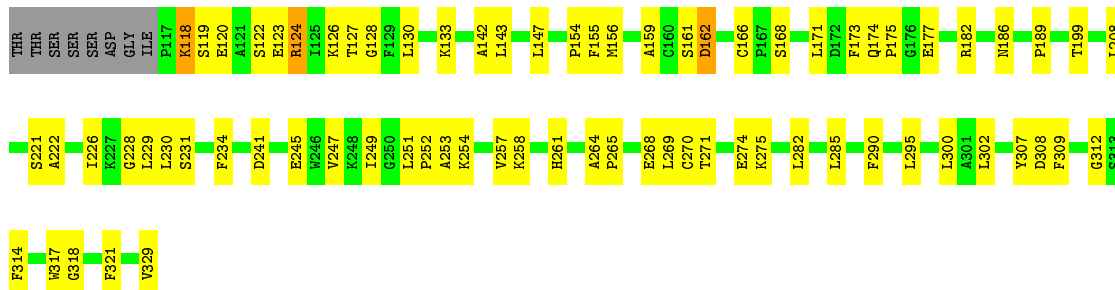 THR THR SER SER SER ASP GLY ILE P117 K118 S119 E120 A121 S122 E123 R124 I125 K126 T127 G128 F129 L130 K133 A142 L143 L147 P154 F155 M156 A159 C160 S161 D162 C166 P167 S168 L171 D172 F173 Q174 P175 G176 E177 R182 N186 P189 T199
S221 A222 I226 K227 G228 L229 L230 S231 F234 D241 E245 W246 V247 K248 I249 G250 L251 P252 A253 K254 V257 K258 H261 A264 P265 E268 L269 C270 T271 E274 K275 L282 L285 F290 L295 L300 A301 L302 Y307 D308 F309 G312 S313
F314 W317 G318 F321 V329